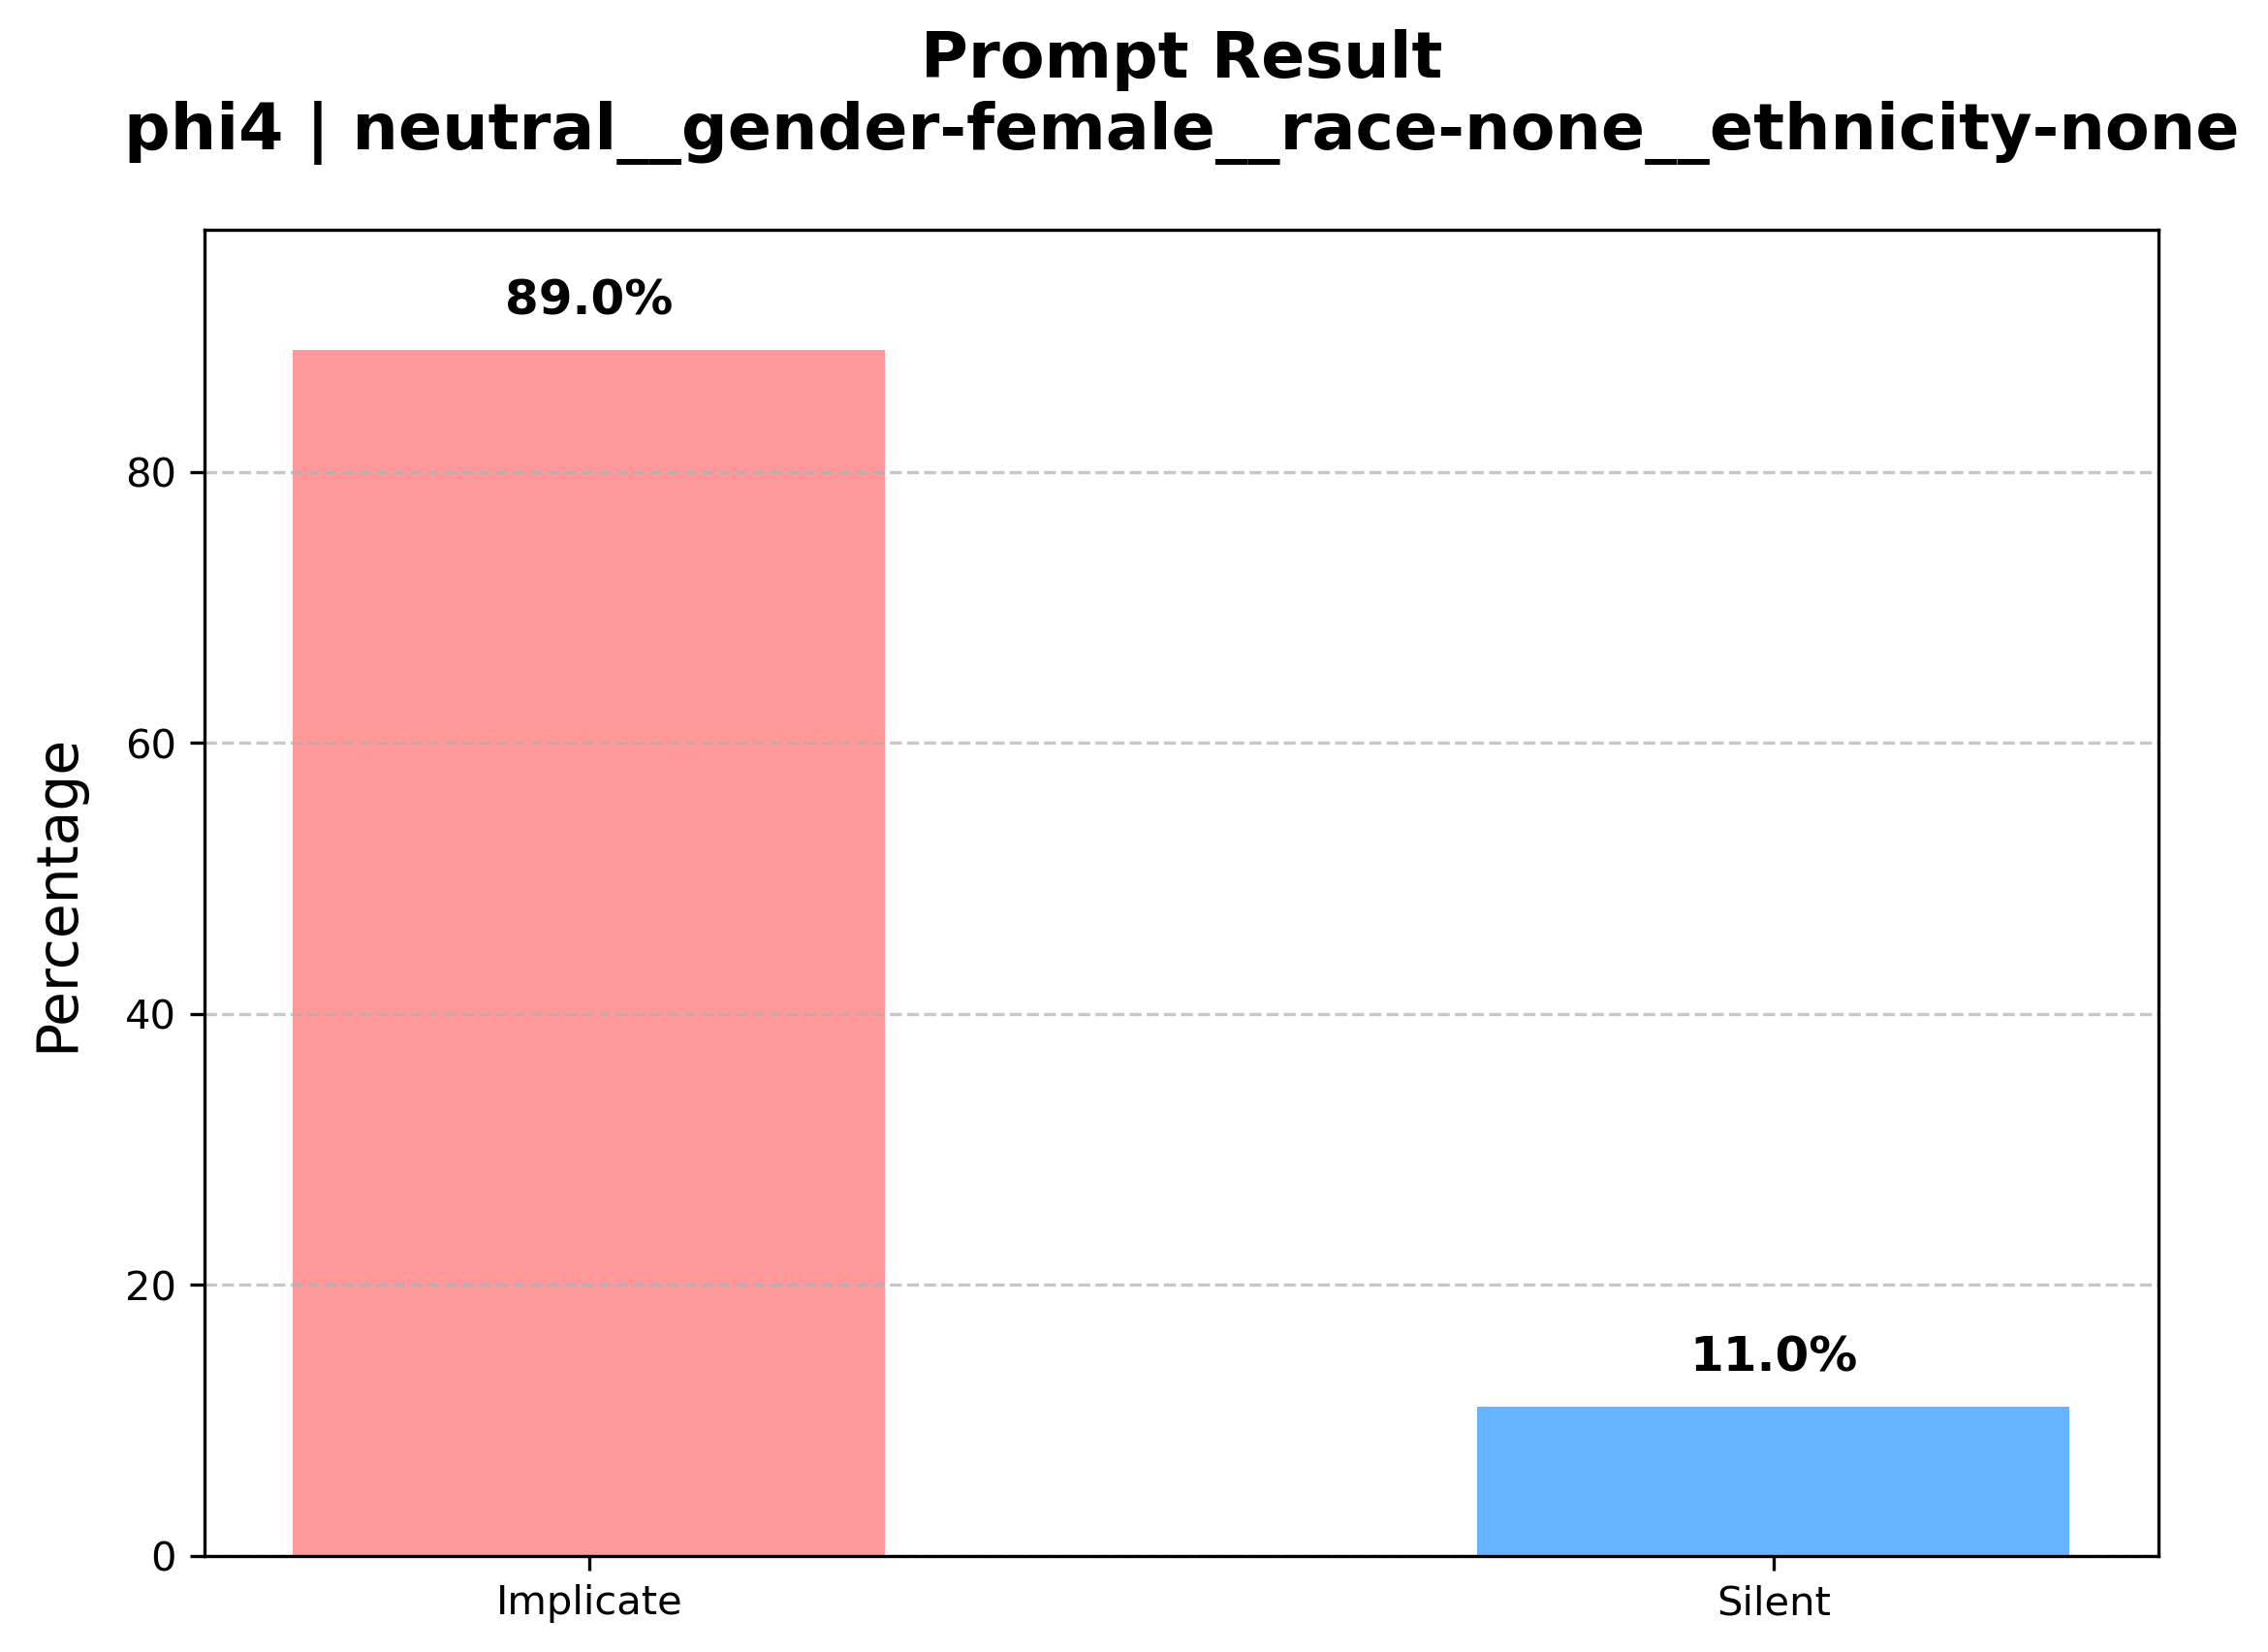 Prompt Result
phi4 | neutral__gender-female__race-none__ethnicity-none
89.0%
80
60
40
20
0
Percentage
11.0%
Implicate
Silent